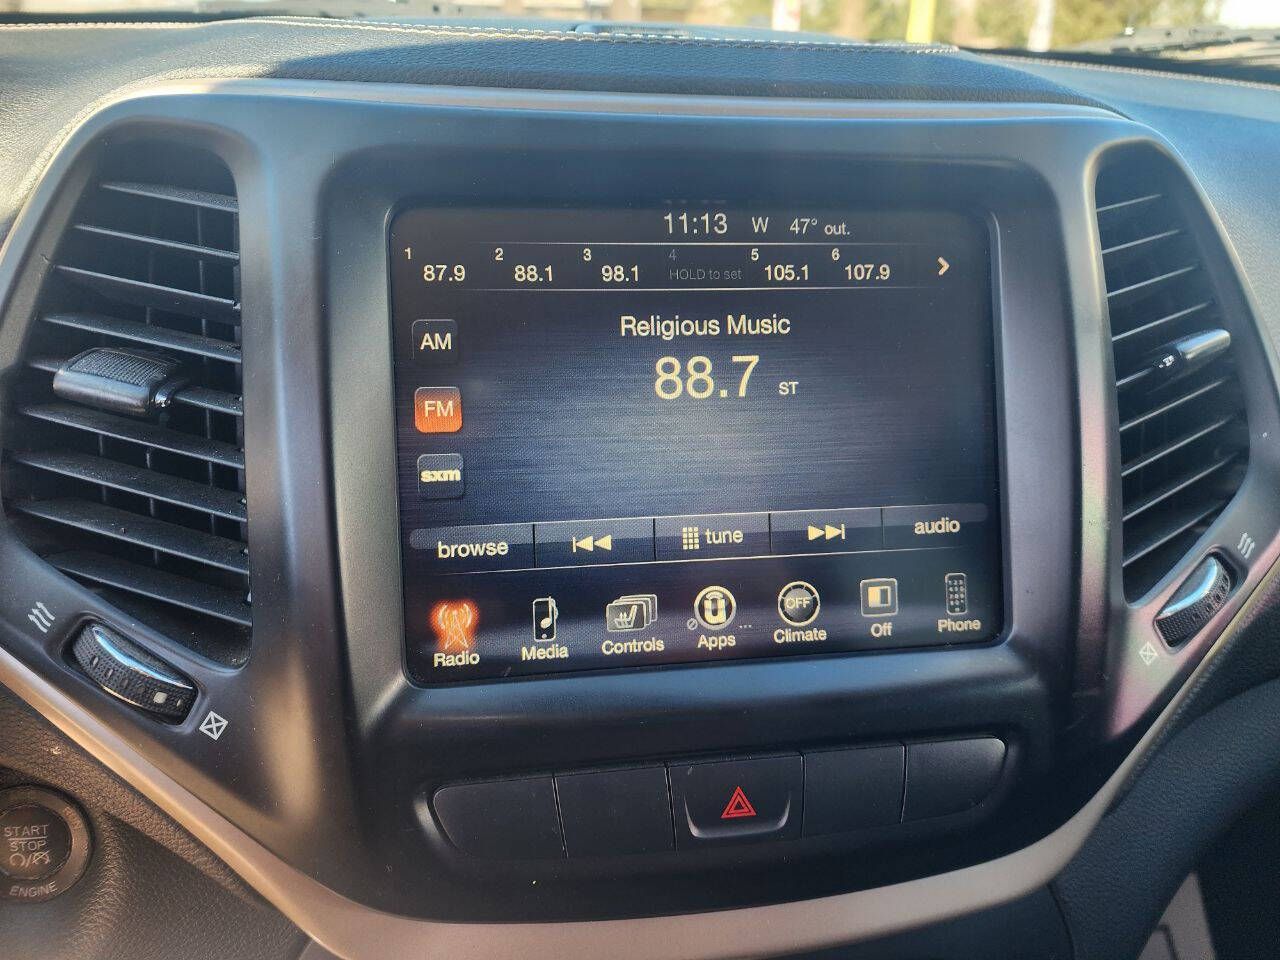 11:13 W 47° out.
1 2 3 4 5 6
87.9 88.1 98.1 HOLD to set 105.1 107.9
Religious Music
AM
88.7 ST
FM
sxm
browse tune audio
Radio Media Controls Apps ... OFF Climate Off Phone
START
STOP
ENGINE